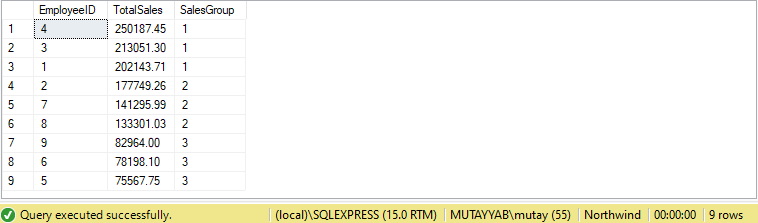 EmployeeID TotalSales SalesGroup
1 4 250187.45 1
2 3 213051.30 1
3 1 202143.71 1
4 2 177749.26 2
5 7 141295.99 2
6 8 133301.03 2
7 9 82964.00 3
8 6 78198.10 3
9 5 75567.75 3
Query executed successfully. (local)\SQLEXPRESS (15.0 RTM) MUTAYYAB\mutay (55) Northwind 00:00:00 9 rows